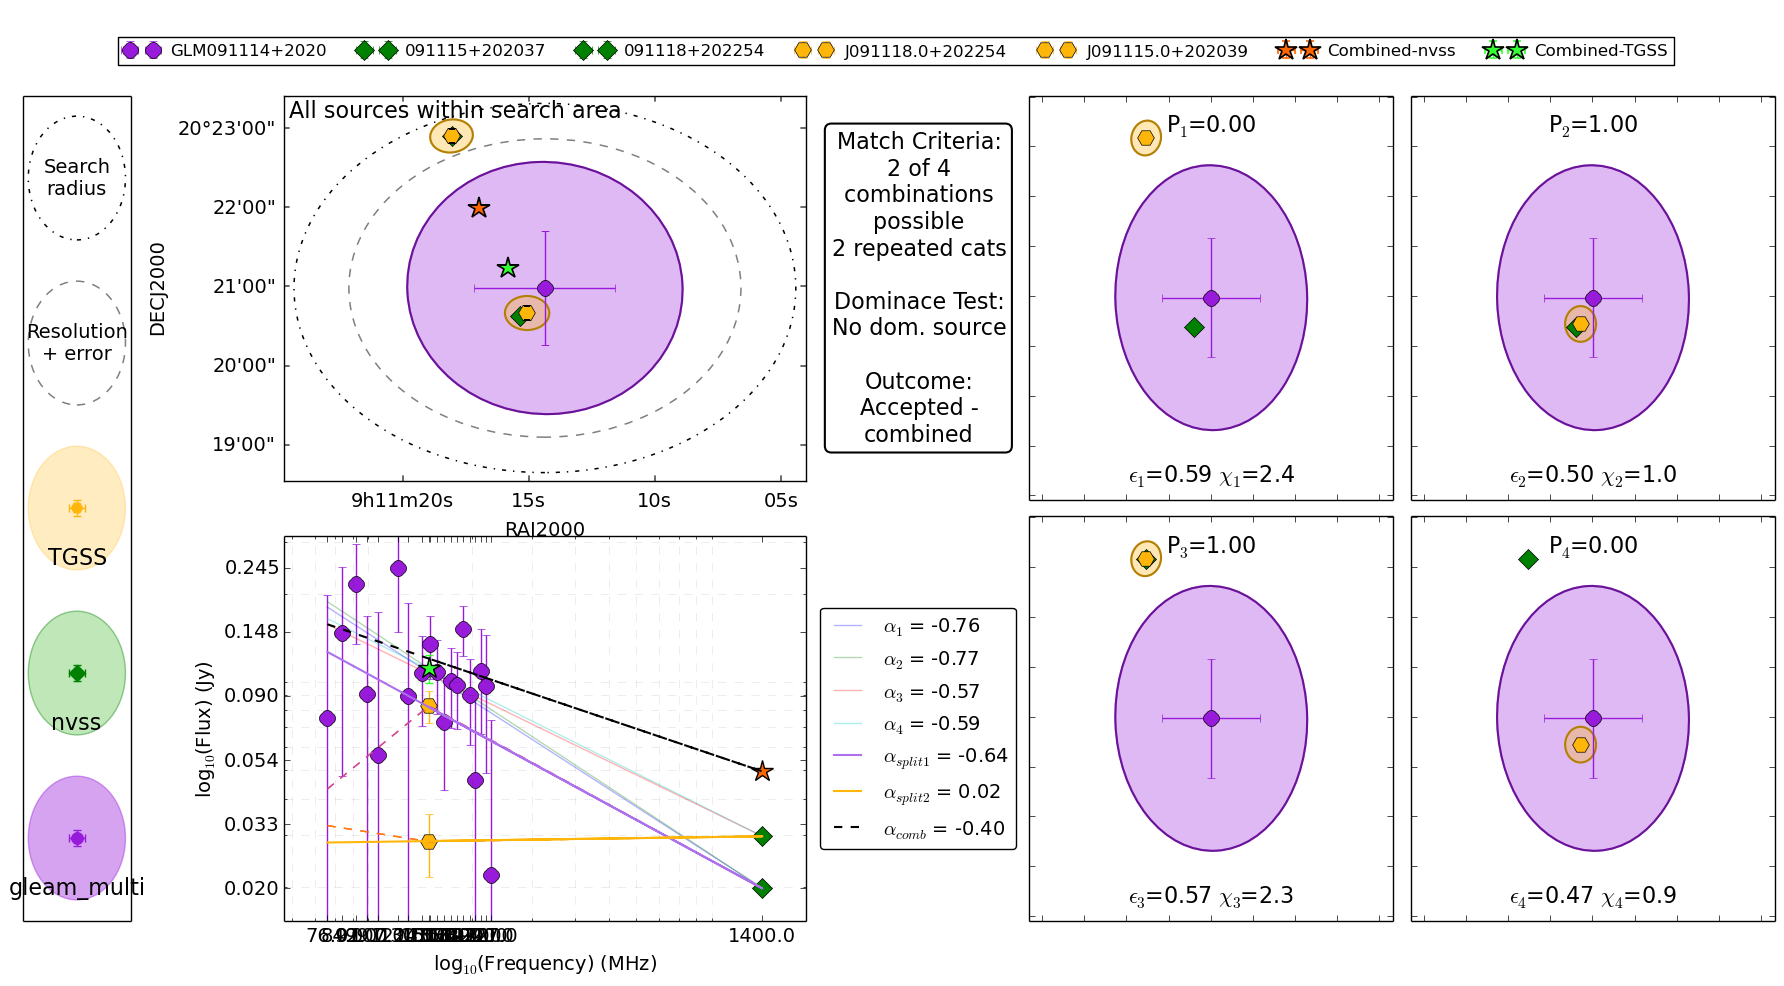 GLM091114+2020 091115+202037 091118+202254 J091118.0+202254 J091115.0+202039 Combined-nvss Combined-TGSS
Search
radius
Resolution
+ error
TGSS
nvss
gleam_multi
All sources within search area
20°23'00"
22'00"
21'00"
20'00"
19'00"
DECJ2000
9h11m20s 15s 10s 05s
RAJ2000
Match Criteria:
2 of 4
combinations
possible
2 repeated cats
Dominace Test:
No dom. source
Outcome:
Accepted -
combined
P1=0.00
ϵ1=0.59 χ1=2.4
P2=1.00
ϵ2=0.50 χ2=1.0
P3=1.00
ϵ3=0.57 χ3=2.3
P4=0.00
ϵ4=0.47 χ4=0.9
0.245
0.148
0.090
0.054
0.033
0.020
log10(Flux) (Jy)
1400.0
log10(Frequency) (MHz)
α1 = -0.76
α2 = -0.77
α3 = -0.57
α4 = -0.59
αsplit1 = -0.64
αsplit2 = 0.02
αcomb = -0.40